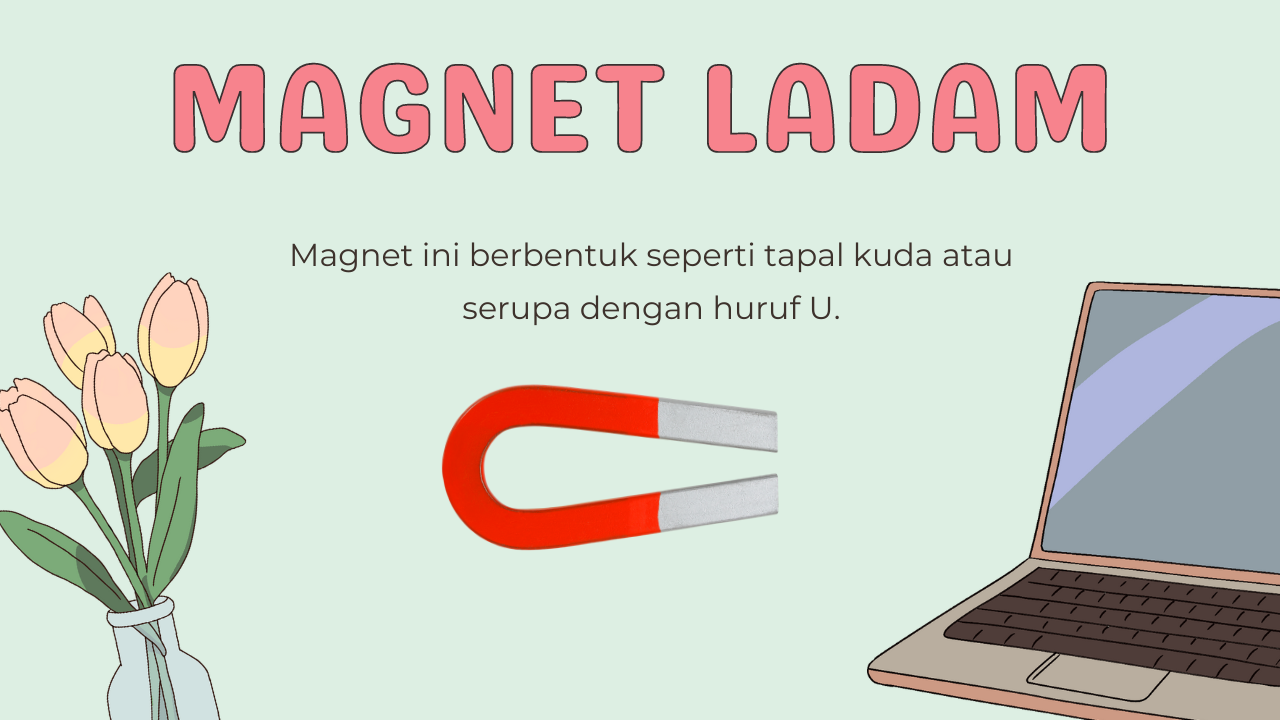 MAGNET LADAM
Magnet ini berbentuk seperti tapal kuda atau
serupa dengan huruf U.